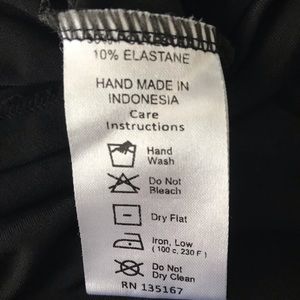 10% ELASTANE
HAND MADE IN
INDONESIA
Care
Instructions
Hand
Wash
Do Not
Bleach
Dry Flat
Iron, Low
( 100 c, 230 F )
Do Not
Dry Clean
RN 135167